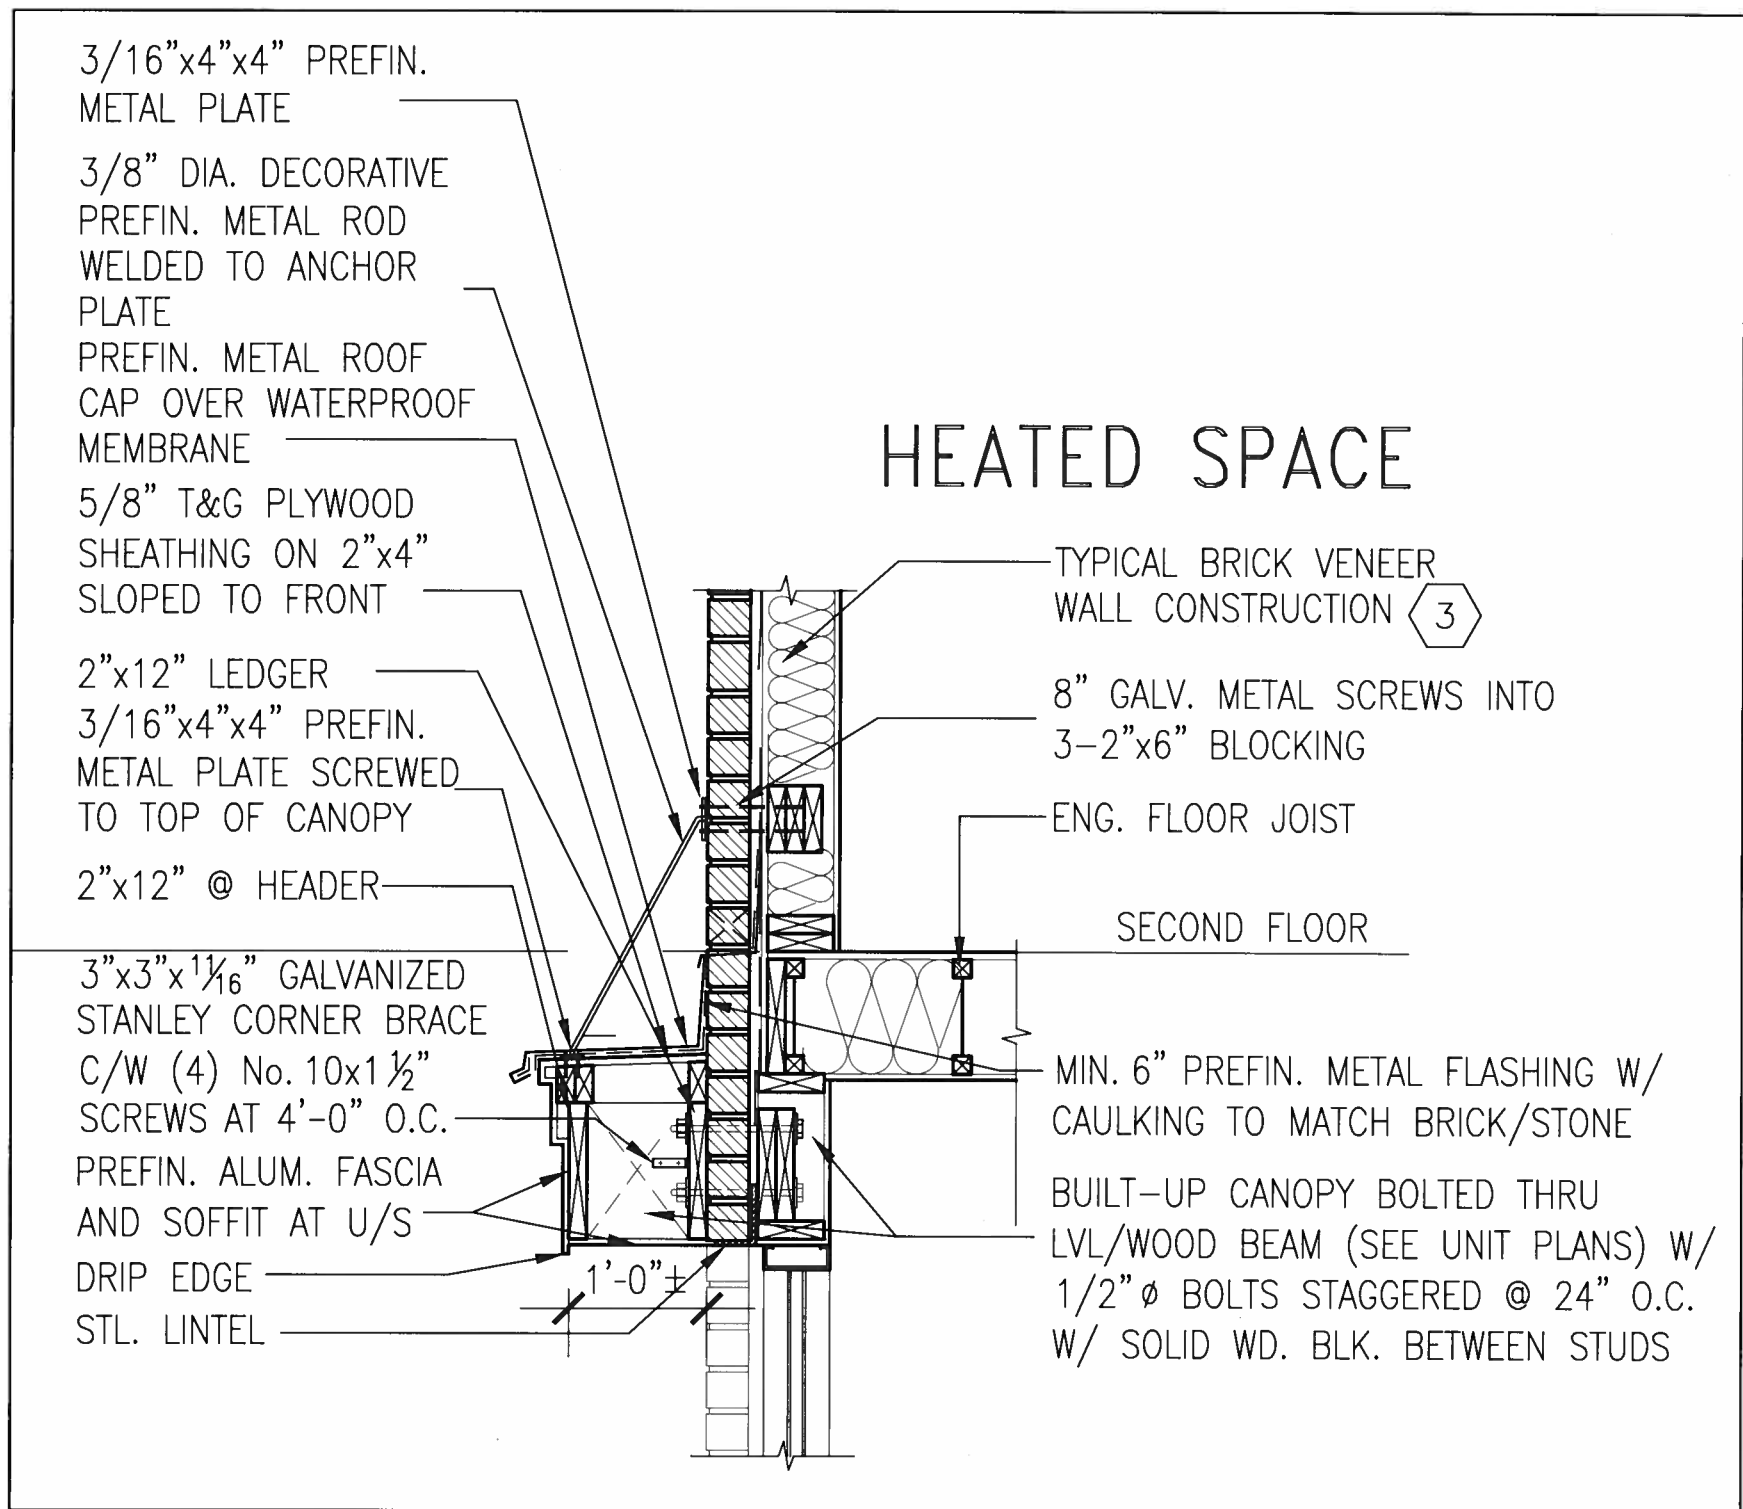 3/16"x4"x4" PREFIN.
METAL PLATE
3/8" DIA. DECORATIVE
PREFIN. METAL ROD
WELDED TO ANCHOR
PLATE
PREFIN. METAL ROOF
CAP OVER WATERPROOF
MEMBRANE
5/8" T&G PLYWOOD
SHEATHING ON 2"x4"
SLOPED TO FRONT
2"x12" LEDGER
3/16"x4"x4" PREFIN.
METAL PLATE SCREWED
TO TOP OF CANOPY
2"x12" @ HEADER
3"x3"x11/16" GALVANIZED
STANLEY CORNER BRACE
C/W (4) No. 10x1 1/2"
SCREWS AT 4'-0" O.C.
PREFIN. ALUM. FASCIA
AND SOFFIT AT U/S
DRIP EDGE
STL. LINTEL
1'-0"±
HEATED SPACE
TYPICAL BRICK VENEER
WALL CONSTRUCTION 3
8" GALV. METAL SCREWS INTO
3-2"x6" BLOCKING
ENG. FLOOR JOIST
SECOND FLOOR
MIN. 6" PREFIN. METAL FLASHING W/
CAULKING TO MATCH BRICK/STONE
BUILT-UP CANOPY BOLTED THRU
LVL/WOOD BEAM (SEE UNIT PLANS) W/
1/2"ø BOLTS STAGGERED @ 24" O.C.
W/ SOLID WD. BLK. BETWEEN STUDS